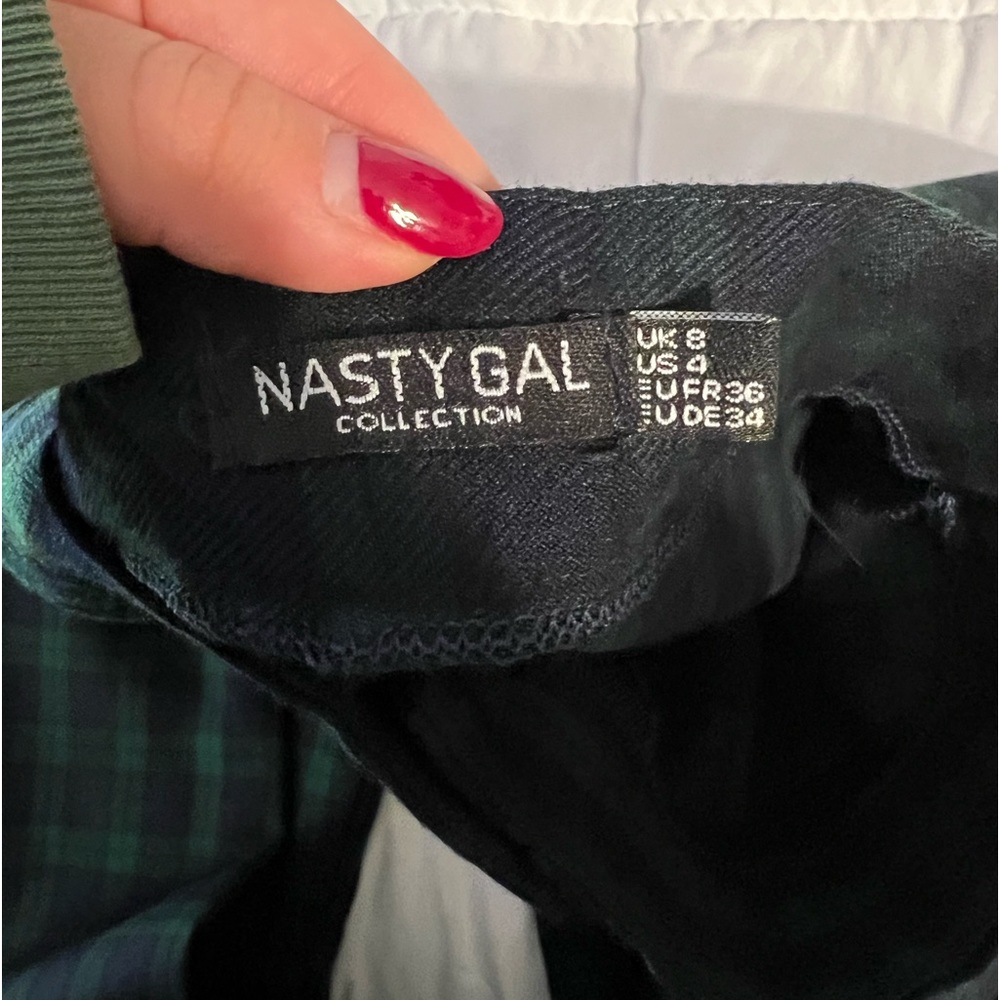 NASTY GAL
COLLECTION
UK 8
US 4
EU FR 36
EU DE 34